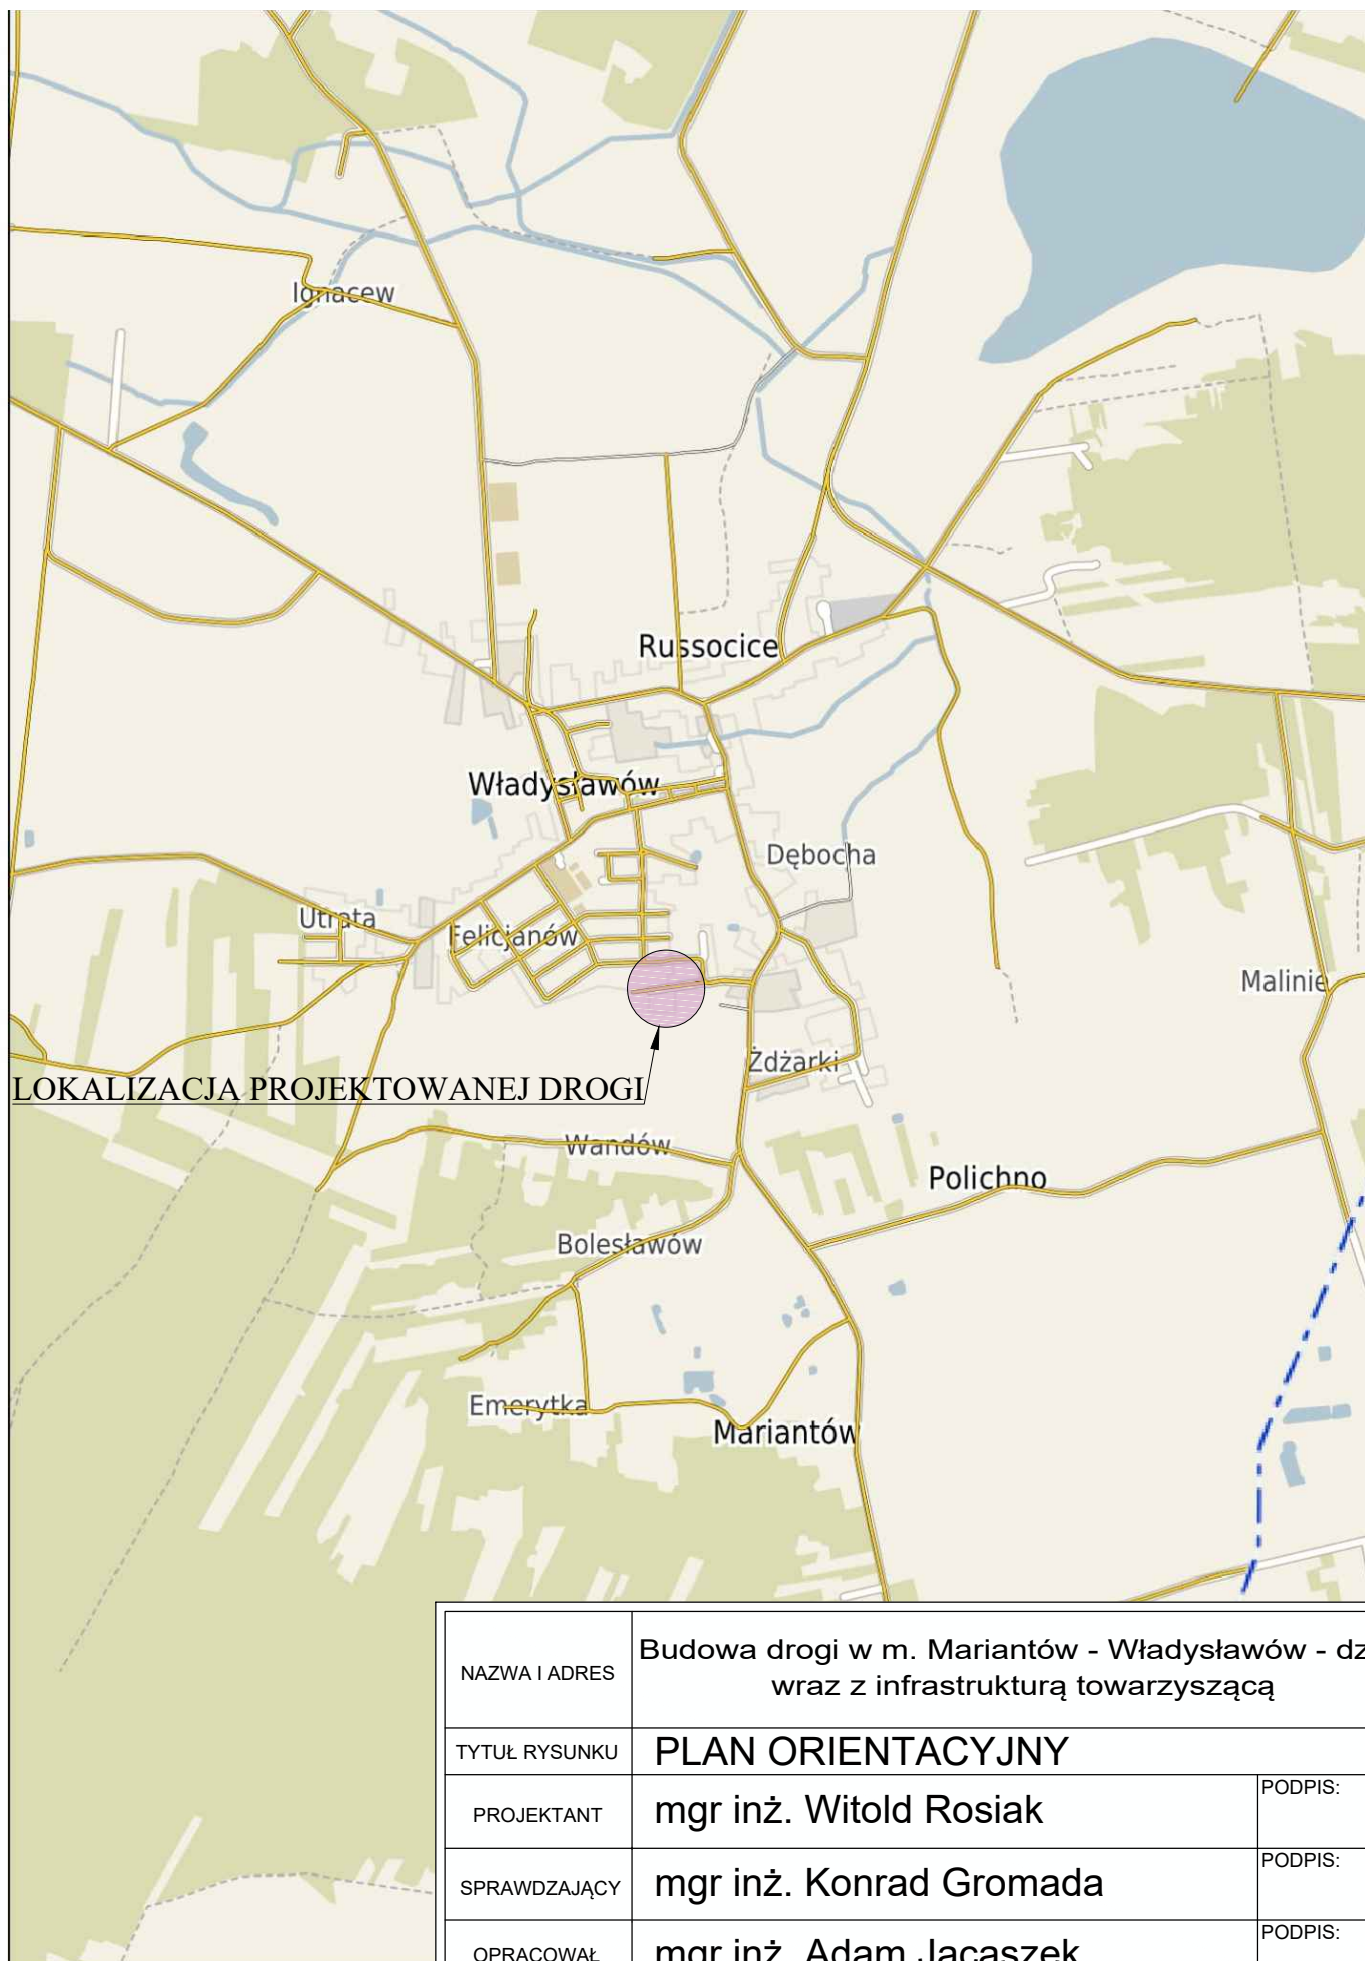 Ignacew
Russocice
Władysławów
Dębocha
Utrata
Felicjanów
Malinie
Żdżarki
LOKALIZACJA PROJEKTOWANEJ DROGI
Wandów
Polichno
Bolesławów
Emerytka
Mariantów
NAZWA I ADRES
Budowa drogi w m. Mariantów - Władysławów - dz
wraz z infrastrukturą towarzyszącą
TYTUŁ RYSUNKU
PLAN ORIENTACYJNY
PROJEKTANT
mgr inż. Witold Rosiak
PODPIS:
SPRAWDZAJĄCY
mgr inż. Konrad Gromada
PODPIS:
OPRACOWAŁ
mgr inż. Adam Jacaszek
PODPIS: